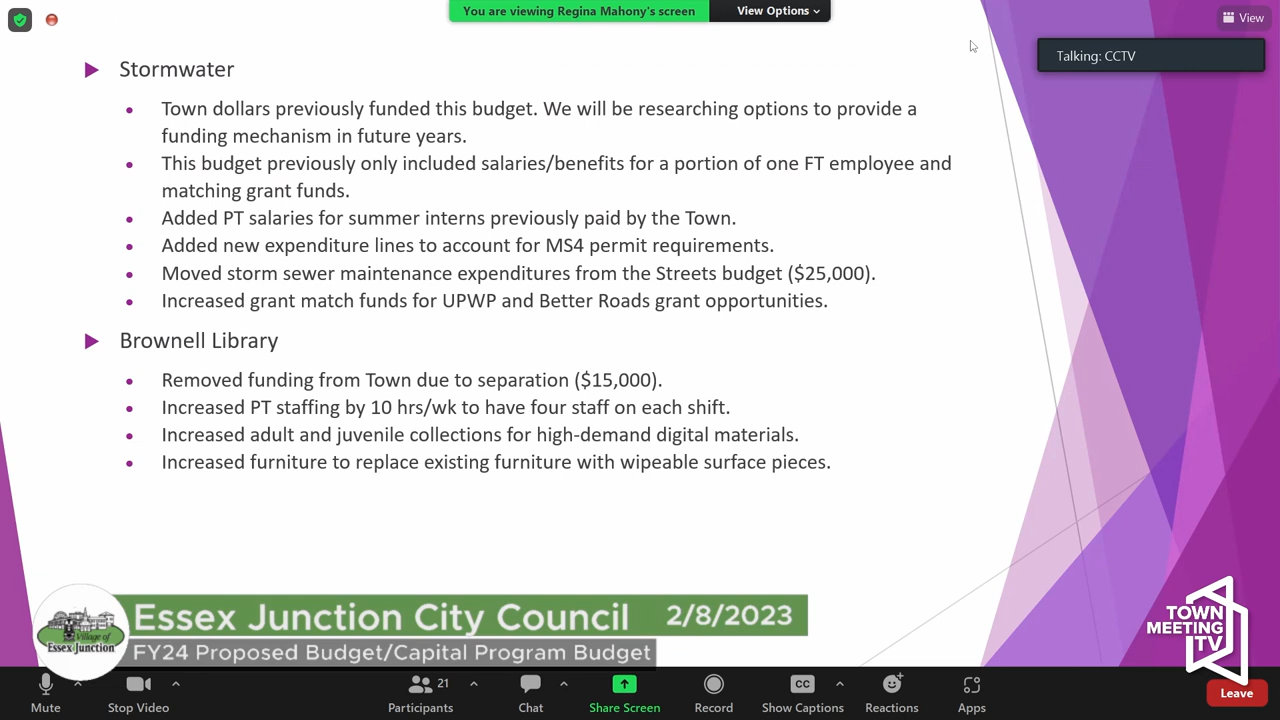 You are viewing Regina Mahony's screen
View Options
View
Talking: CCTV
Stormwater
Town dollars previously funded this budget. We will be researching options to provide a
funding mechanism in future years.
This budget previously only included salaries/benefits for a portion of one FT employee and
matching grant funds.
Added PT salaries for summer interns previously paid by the Town.
Added new expenditure lines to account for MS4 permit requirements.
Moved storm sewer maintenance expenditures from the Streets budget ($25,000).
Increased grant match funds for UPWP and Better Roads grant opportunities.
Brownell Library
Removed funding from Town due to separation ($15,000).
Increased PT staffing by 10 hrs/wk to have four staff on each shift.
Increased adult and juvenile collections for high-demand digital materials.
Increased furniture to replace existing furniture with wipeable surface pieces.
Village of
Essex Junction
Essex Junction City Council 2/8/2023
FY24 Proposed Budget/Capital Program Budget
TOWN
MEETING
TV
Mute
Stop Video
21
Participants
Chat
Share Screen
Record
CC
Show Captions
Reactions
Apps
Leave